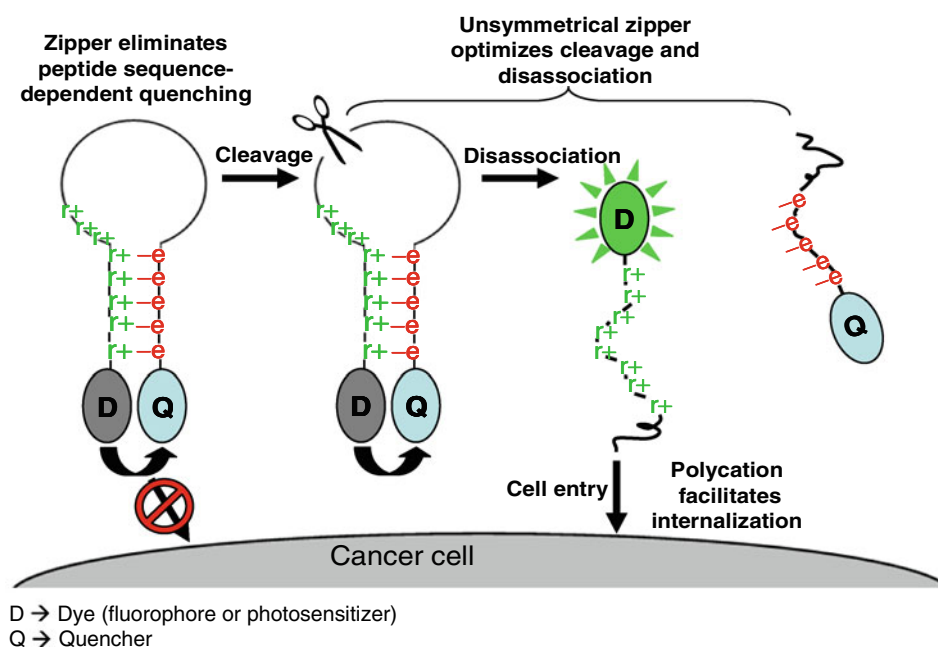 Zipper eliminates
peptide sequence-
dependent quenching
Unsymmetrical zipper
optimizes cleavage and
disassociation
Cleavage
Disassociation
r+
r+
r+
r+
r+ –e
r+ –e
r+ –e
r+ –e
r+ –e
D Q
r+
r+
r+
r+
r+ –e
r+ –e
r+ –e
r+ –e
r+ –e
D Q
D
r+
r+
r+
r+
r+
r+
r+
r+
–e
–e
–e
–e
–e
Q
Cell entry
Polycation
facilitates
internalization
Cancer cell
D → Dye (fluorophore or photosensitizer)
Q → Quencher